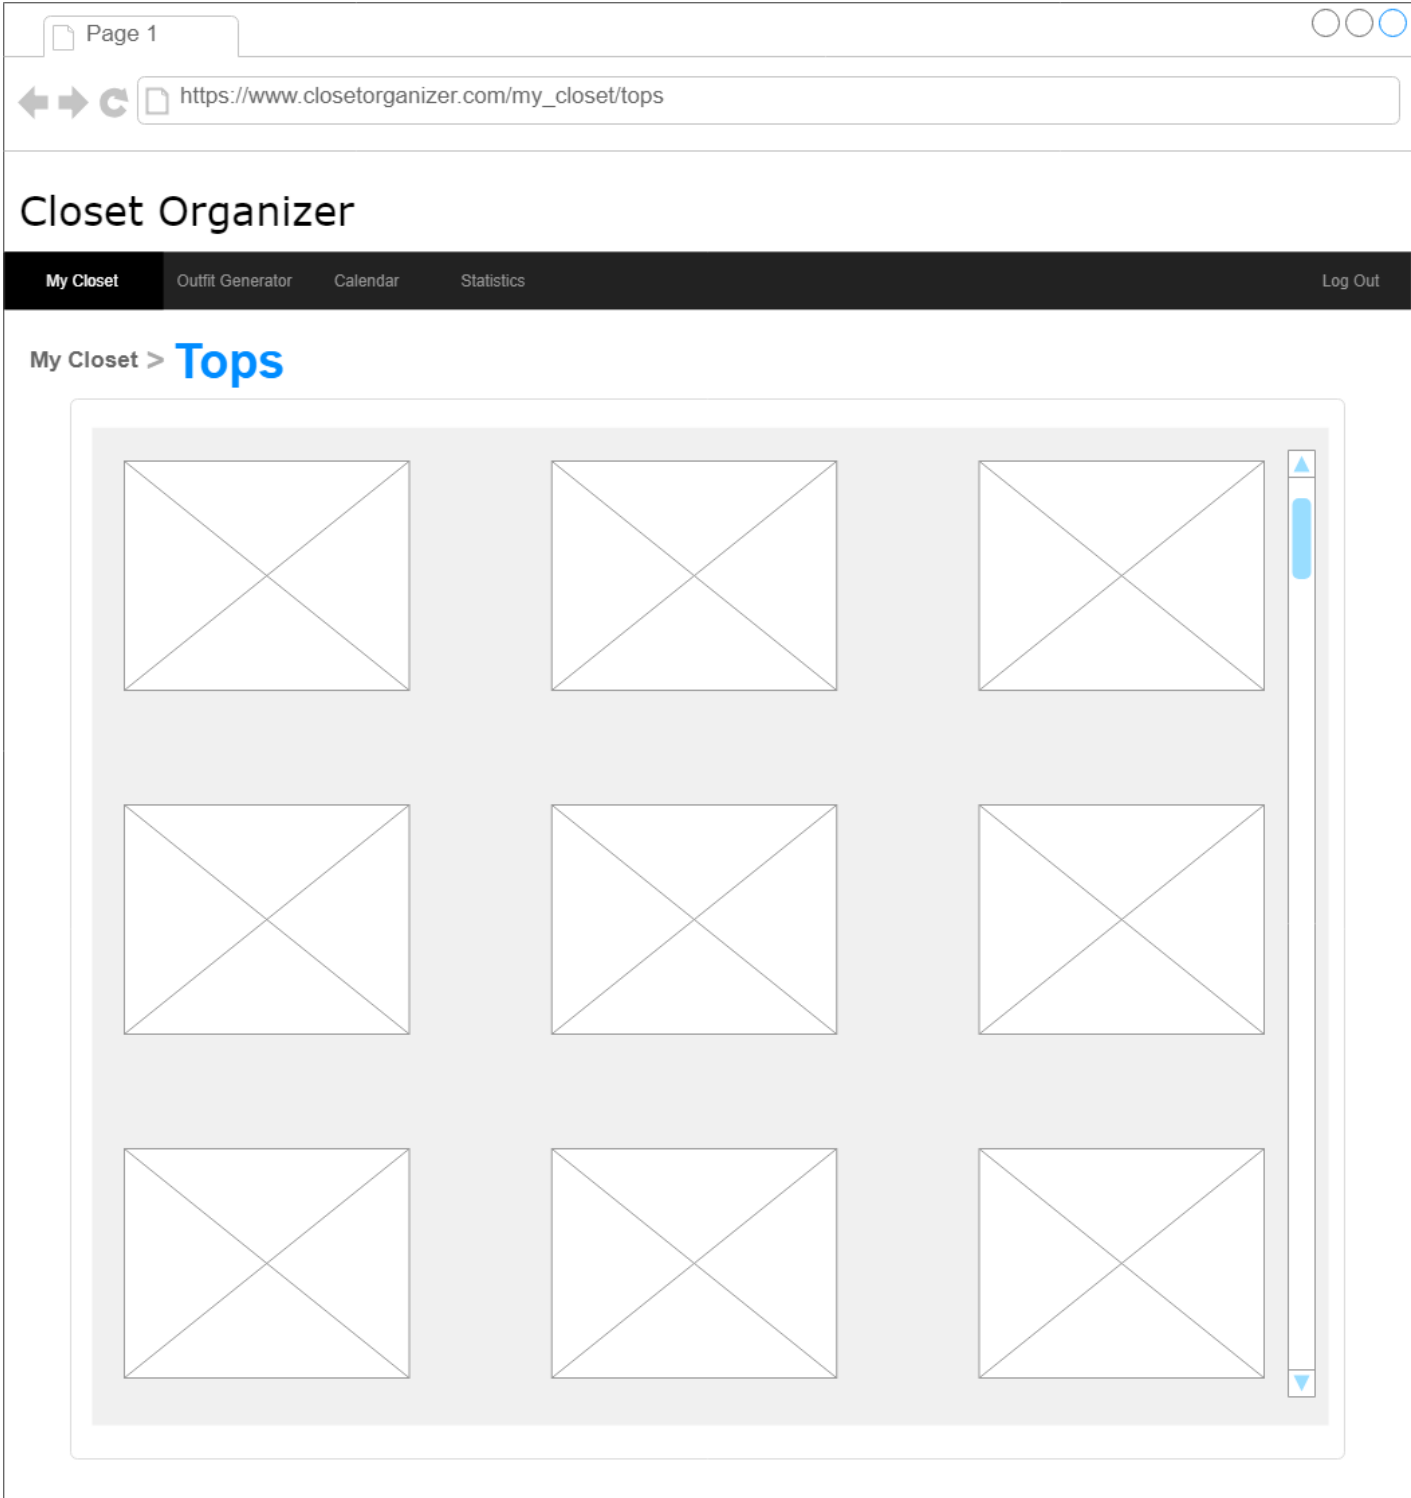 Page 1
https://www.closetorganizer.com/my_closet/tops
Closet Organizer
My Closet Outfit Generator Calendar Statistics Log Out
My Closet > Tops